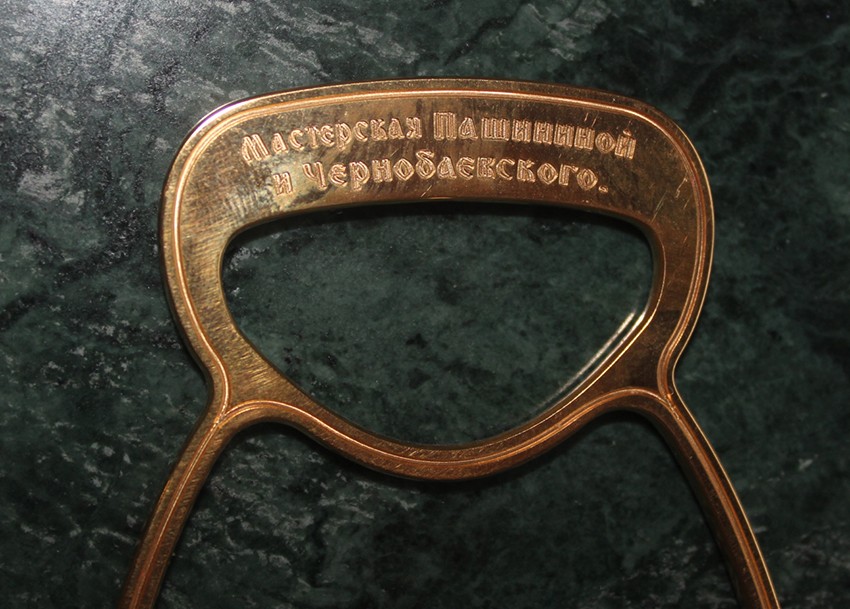 Мастерская Пашининой
и Чернобаевского.